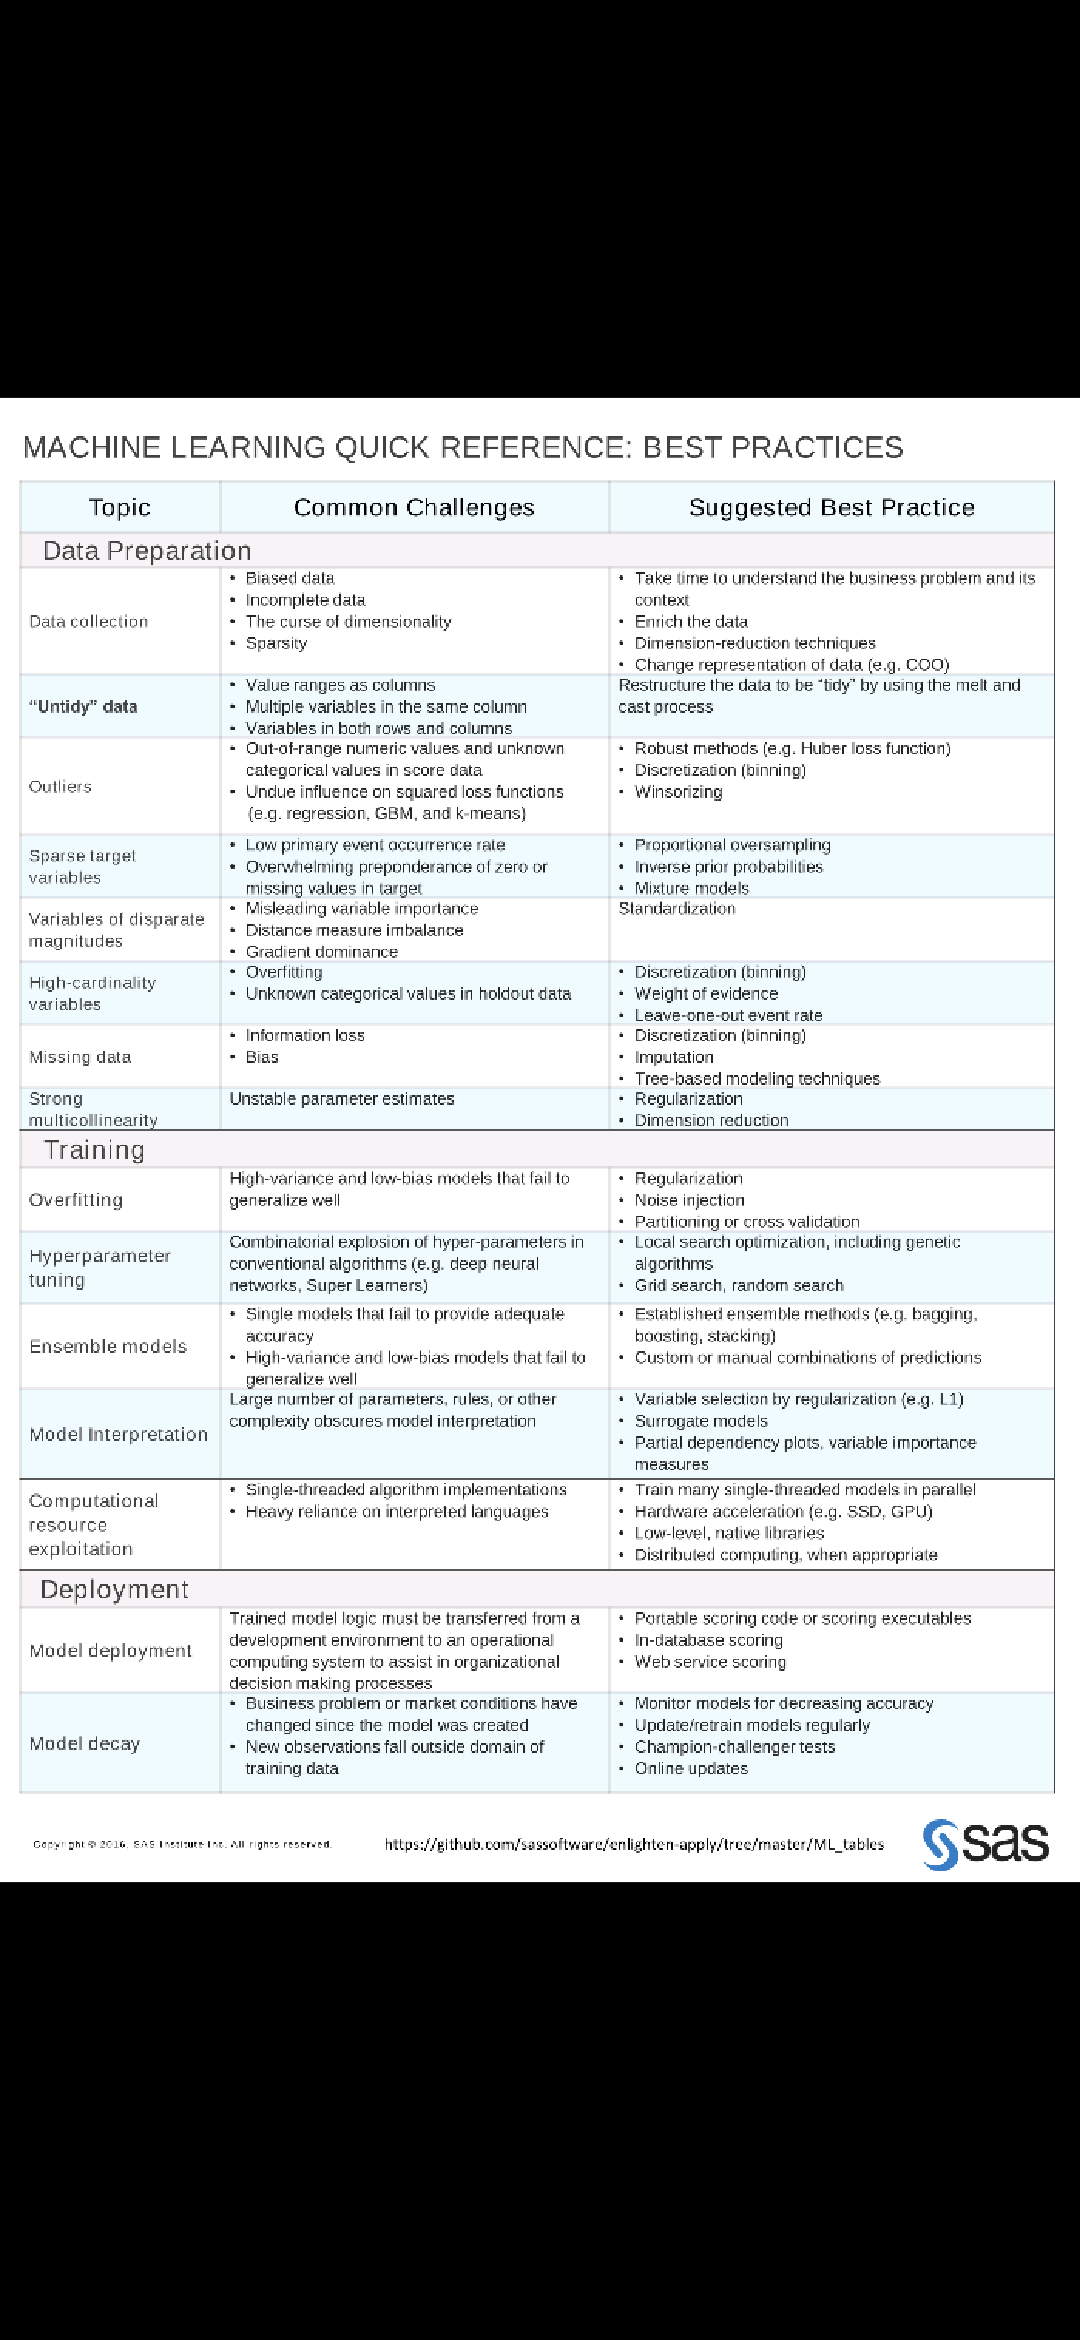 MACHINE LEARNING QUICK REFERENCE: BEST PRACTICES
Topic
Common Challenges
Suggested Best Practice
Data Preparation
Data collection
• Biased data
• Incomplete data
• The curse of dimensionality
• Sparsity
• Take time to understand the business problem and its
context
• Enrich the data
• Dimension-reduction techniques
• Change representation of data (e.g. COO)
“Untidy” data
• Value ranges as columns
• Multiple variables in the same column
• Variables in both rows and columns
Restructure the data to be “tidy” by using the melt and
cast process
Outliers
• Out-of-range numeric values and unknown
categorical values in score data
• Undue influence on squared loss functions
(e.g. regression, GBM, and k-means)
• Robust methods (e.g. Huber loss function)
• Discretization (binning)
• Winsorizing
Sparse target
variables
• Low primary event occurrence rate
• Overwhelming preponderance of zero or
missing values in target
• Proportional oversampling
• Inverse prior probabilities
• Mixture models
Variables of disparate
magnitudes
• Misleading variable importance
• Distance measure imbalance
• Gradient dominance
Standardization
High-cardinality
variables
• Overfitting
• Unknown categorical values in holdout data
• Discretization (binning)
• Weight of evidence
• Leave-one-out event rate
Missing data
• Information loss
• Bias
• Discretization (binning)
• Imputation
• Tree-based modeling techniques
Strong
multicollinearity
Unstable parameter estimates
• Regularization
• Dimension reduction
Training
Overfitting
High-variance and low-bias models that fail to
generalize well
• Regularization
• Noise injection
• Partitioning or cross validation
Hyperparameter
tuning
Combinatorial explosion of hyper-parameters in
conventional algorithms (e.g. deep neural
networks, Super Learners)
• Local search optimization, including genetic
algorithms
• Grid search, random search
Ensemble models
• Single models that fail to provide adequate
accuracy
• High-variance and low-bias models that fail to
generalize well
• Established ensemble methods (e.g. bagging,
boosting, stacking)
• Custom or manual combinations of predictions
Model Interpretation
Large number of parameters, rules, or other
complexity obscures model interpretation
• Variable selection by regularization (e.g. L1)
• Surrogate models
• Partial dependency plots, variable importance
measures
Computational
resource
exploitation
• Single-threaded algorithm implementations
• Heavy reliance on interpreted languages
• Train many single-threaded models in parallel
• Hardware acceleration (e.g. SSD, GPU)
• Low-level, native libraries
• Distributed computing, when appropriate
Deployment
Model deployment
Trained model logic must be transferred from a
development environment to an operational
computing system to assist in organizational
decision making processes
• Portable scoring code or scoring executables
• In-database scoring
• Web service scoring
Model decay
• Business problem or market conditions have
changed since the model was created
• New observations fall outside domain of
training data
• Monitor models for decreasing accuracy
• Update/retrain models regularly
• Champion-challenger tests
• Online updates
Copyright © 2016, SAS Institute Inc. All rights reserved.
https://github.com/sassoftware/enlighten-apply/tree/master/ML_tables
sas